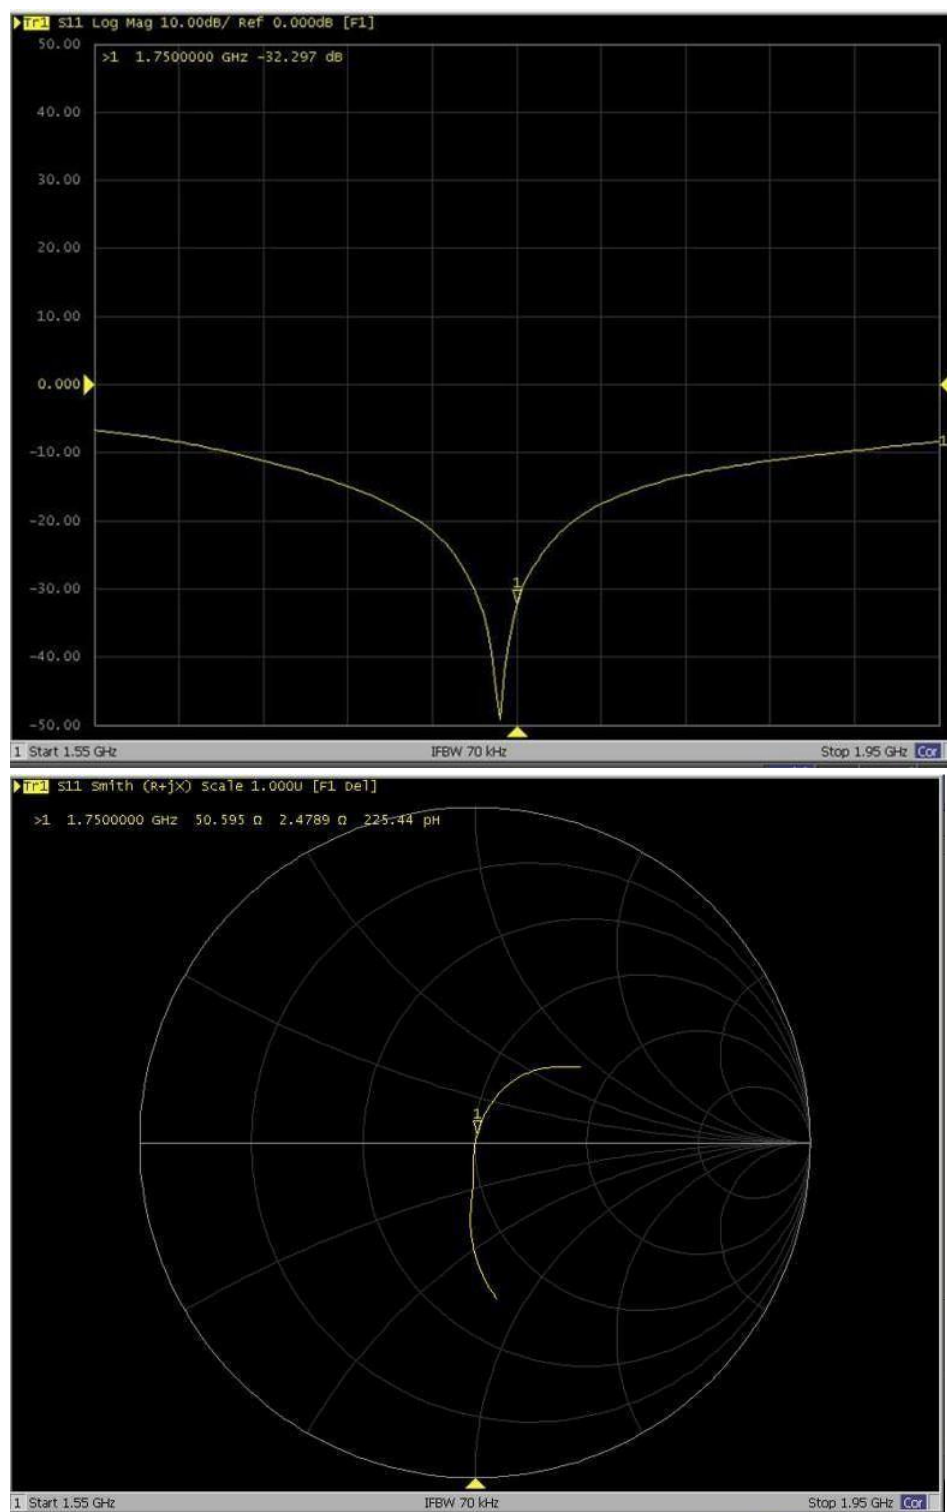 Tr1 S11 Log Mag 10.00dB/ Ref 0.000dB [F1]
50.00
>1 1.7500000 GHz -32.297 dB
40.00
30.00
20.00
10.00
0.000
-10.00
1
-20.00
1
-30.00
-40.00
-50.00
1 Start 1.55 GHz IFBW 70 kHz Stop 1.95 GHz Cor
Tr1 S11 Smith (R+jX) Scale 1.000U [F1 Del]
>1 1.7500000 GHz 50.595 Ω 2.4789 Ω 225.44 pH
1
1 Start 1.55 GHz IFBW 70 kHz Stop 1.95 GHz Cor